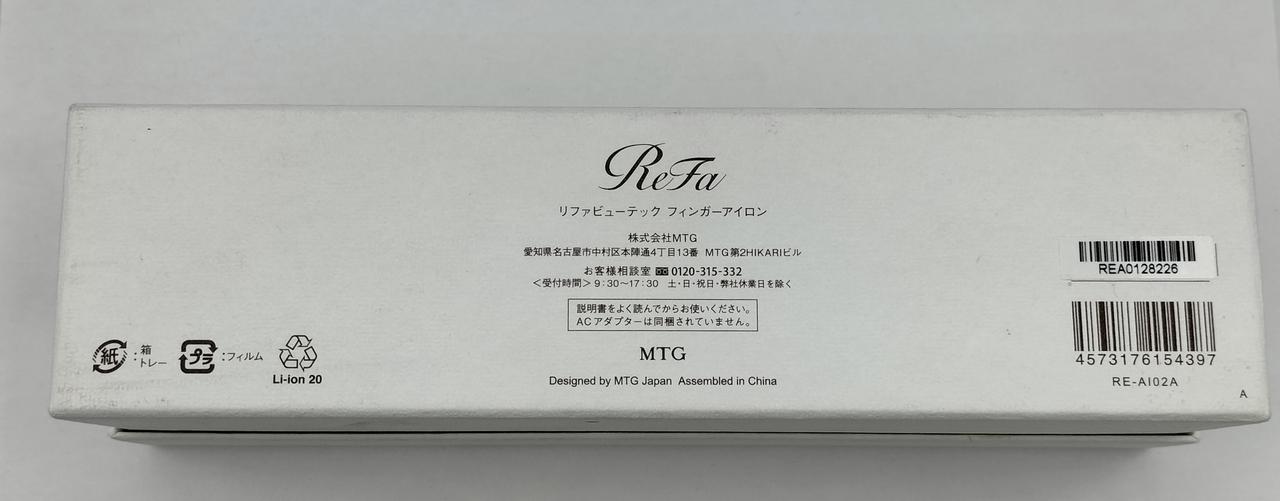 ReFa
リファビューテック フィンガーアイロン
株式会社MTG
愛知県名古屋市中村区本陣通4丁目13番 MTG第2HIKARIビル
お客様相談室 0120-315-332
＜受付時間＞9:30〜17:30 土・日・祝日・弊社休業日を除く
説明書をよく読んでからお使いください。
ACアダプターは同梱されていません。
MTG
Designed by MTG Japan Assembled in China
紙:箱
トレー
プラ:フィルム
Li-ion 20
REA0128226
4573176154397
RE-AI02A
A